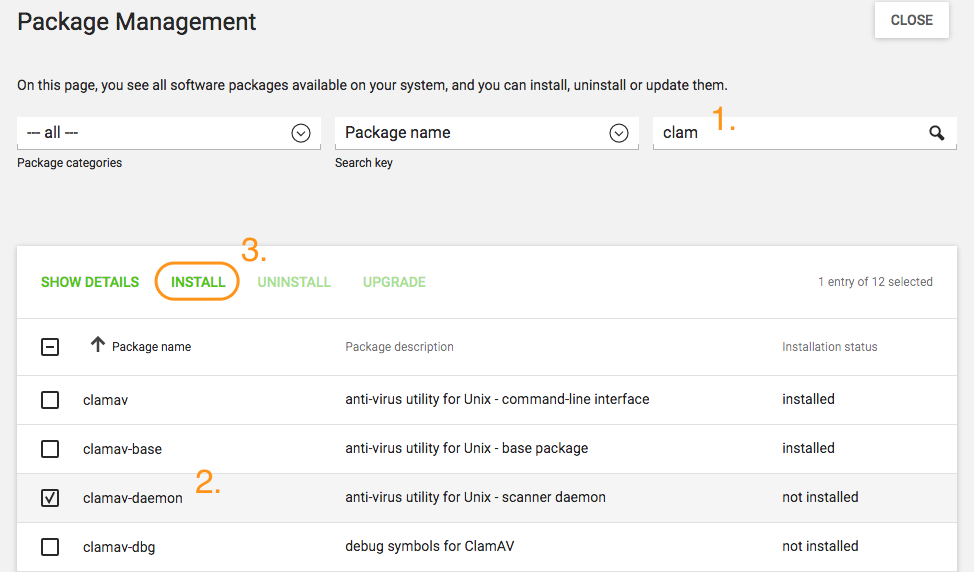 Package Management
CLOSE
On this page, you see all software packages available on your system, and you can install, uninstall or update them.
--- all ---
Package name
clam
1.
Package categories
Search key
3.
SHOW DETAILS
INSTALL
UNINSTALL
UPGRADE
1 entry of 12 selected
Package name
Package description
Installation status
clamav
anti-virus utility for Unix - command-line interface
installed
clamav-base
anti-virus utility for Unix - base package
installed
clamav-daemon
2.
anti-virus utility for Unix - scanner daemon
not installed
clamav-dbg
debug symbols for ClamAV
not installed